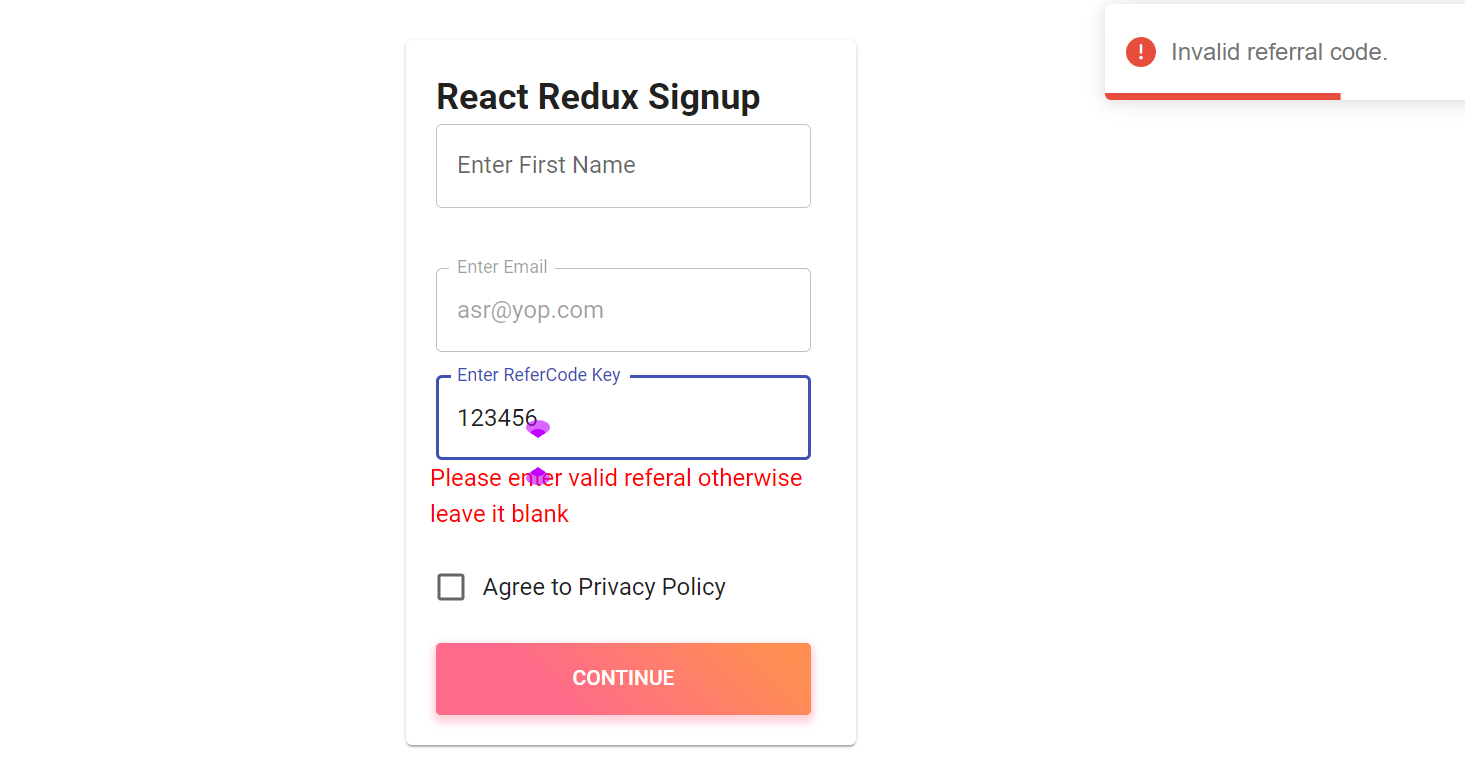 Invalid referral code.
React Redux Signup
Enter First Name
Enter Email
asr@yop.com
Enter ReferCode Key
123456
Please enter valid referal otherwise
leave it blank
Agree to Privacy Policy
CONTINUE